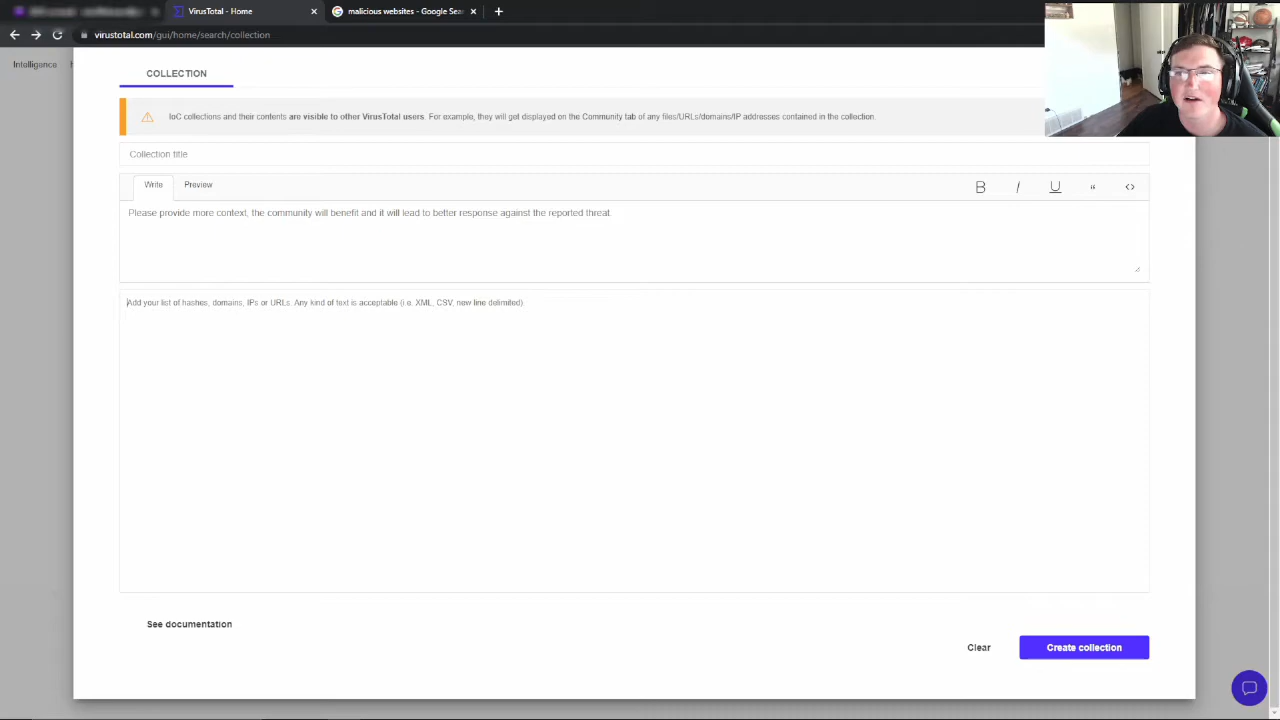 VirusTotal - Home
malicious websites - Google Sea
virustotal.com/gui/home/search/collection
Intelligence
COLLECTION
IoC collections and their contents are visible to other VirusTotal users. For example, they will get displayed on the Community tab of any files/URLs/domains/IP addresses contained in the collection.
Collection title
Write Preview B I U “ <>
Please provide more context, the community will benefit and it will lead to better response against the reported threat.
Add your list of hashes, domains, IPs or URLs. Any kind of text is acceptable (i.e. XML, CSV, new line delimited).
See documentation
Clear Create collection